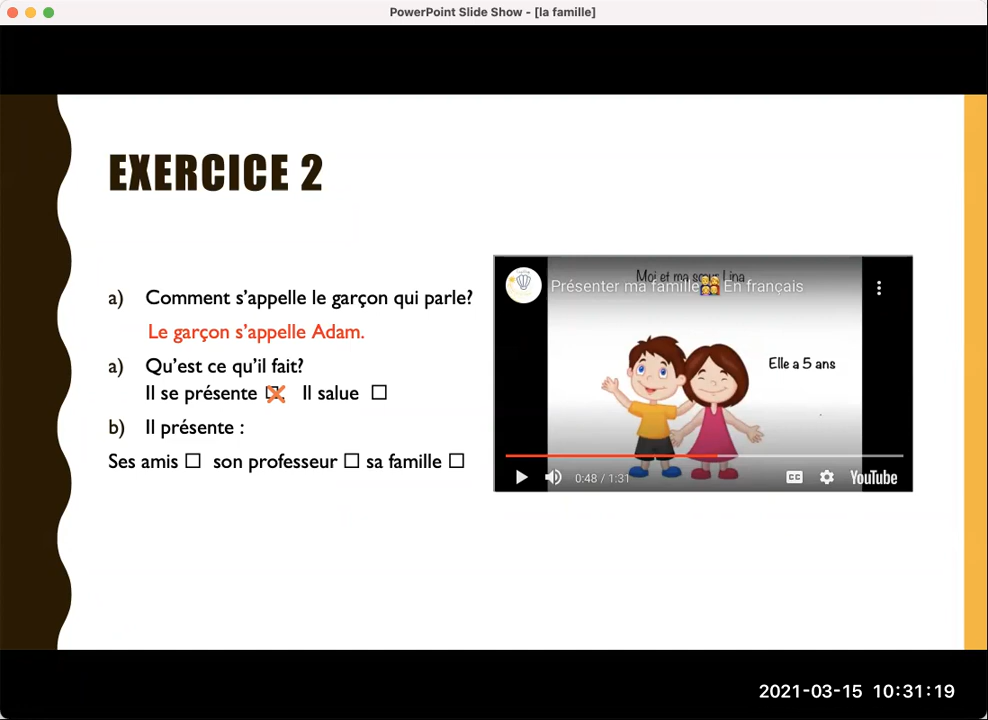 PowerPoint Slide Show - [la famille]
EXERCICE 2
a) Comment s'appelle le garçon qui parle?
Le garçon s'appelle Adam.
a) Qu'est ce qu'il fait?
Il se présente ☒ Il salue ☐
b) Il présente :
Ses amis ☐ son professeur ☐ sa famille ☐
Moi et ma sœur Lina
Présenter ma famille👨‍👩‍👧‍👦 En français
Elle a 5 ans
0:48 / 1:31
CC
YouTube
2021-03-15 10:31:19